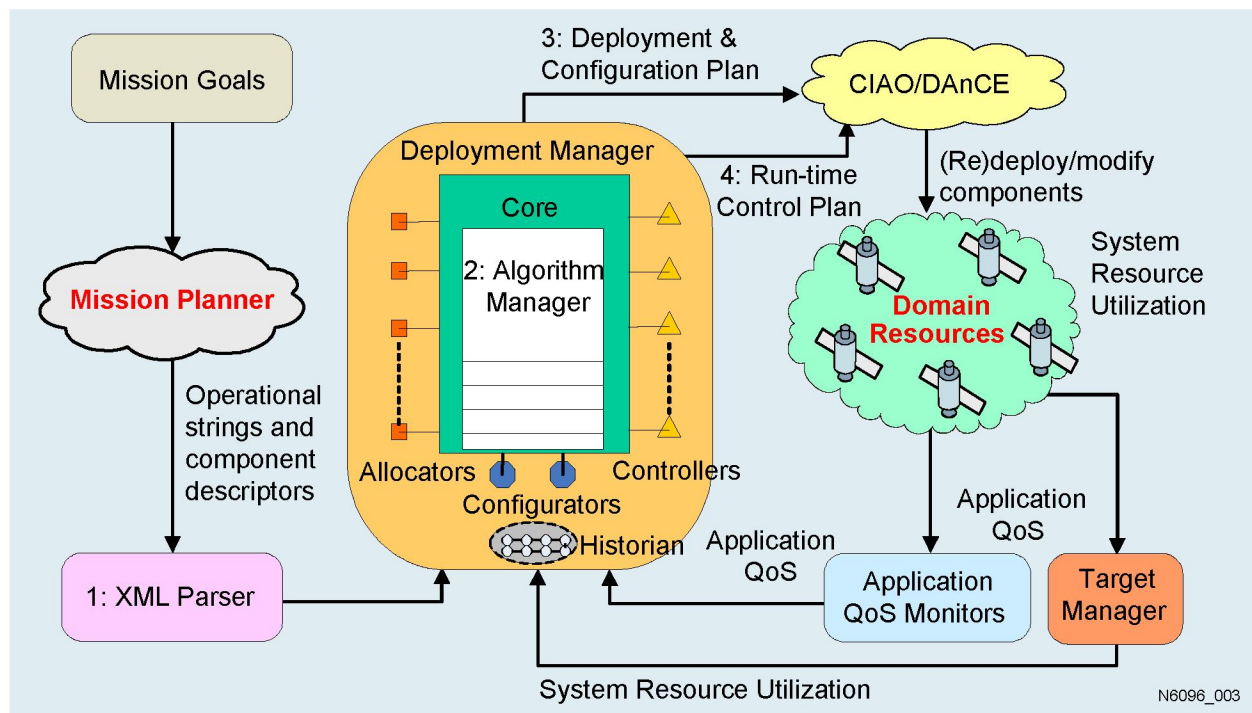 Mission Goals
Mission Planner
Operational
strings and
component
descriptors
1: XML Parser
3: Deployment &
Configuration Plan
Deployment Manager
Core
2: Algorithm
Manager
Allocators
Controllers
Configurators
Historian
4: Run-time
Control Plan
CIAO/DAnCE
(Re)deploy/modify
components
System
Resource
Utilization
Domain
Resources
Application
QoS
Application
QoS
Application
QoS Monitors
Target
Manager
System Resource Utilization
N6096_003